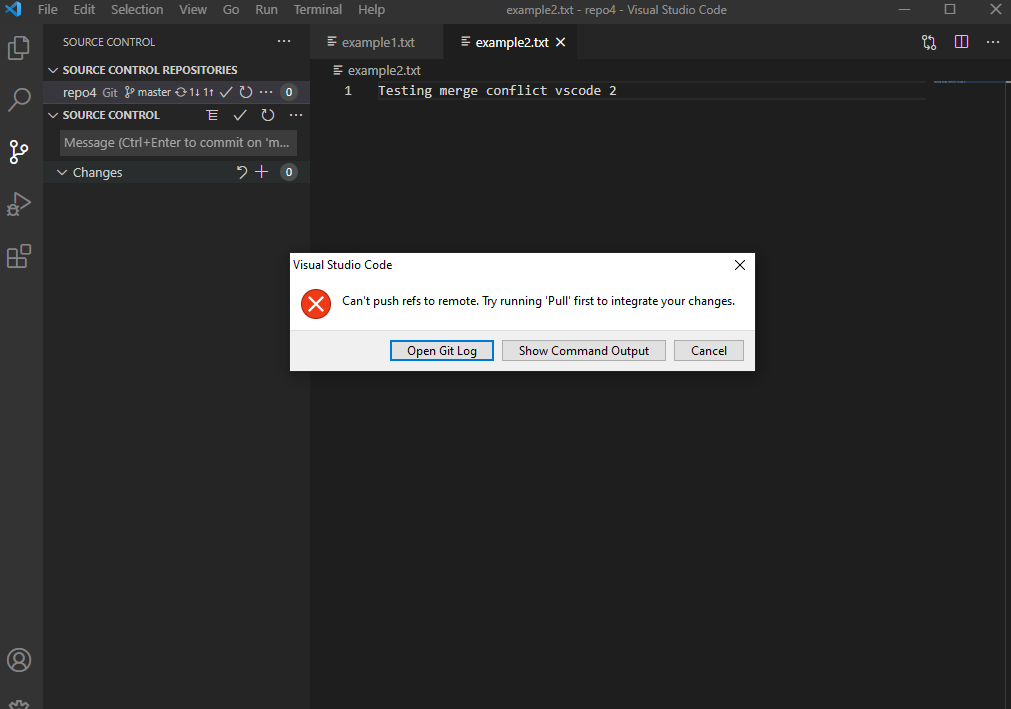 File Edit Selection View Go Run Terminal Help example2.txt - repo4 - Visual Studio Code
SOURCE CONTROL
example1.txt
example2.txt
SOURCE CONTROL REPOSITORIES
example2.txt
repo4 Git master 1↓ 1↑ 0
1 Testing merge conflict vscode 2
SOURCE CONTROL
Message (Ctrl+Enter to commit on 'm...
Changes 0
Visual Studio Code
Can't push refs to remote. Try running 'Pull' first to integrate your changes.
Open Git Log
Show Command Output
Cancel